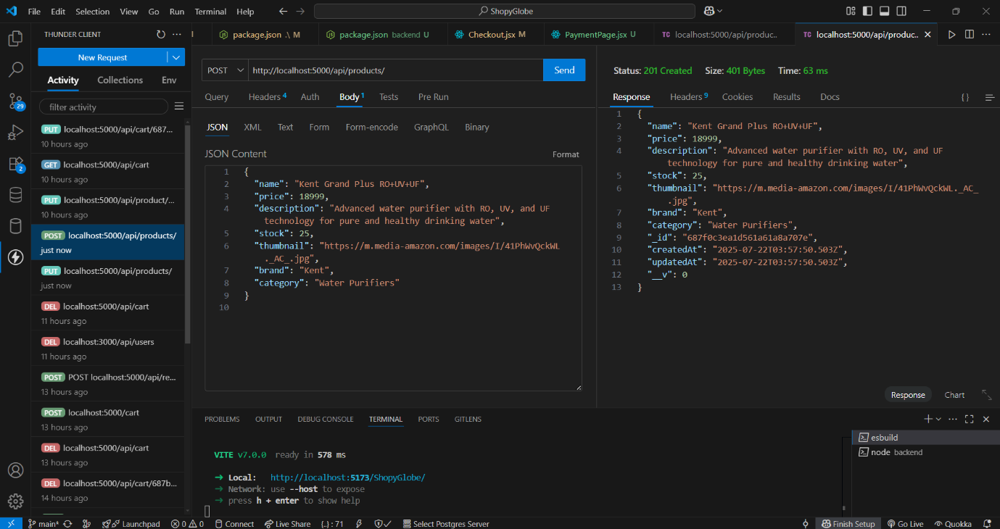 File Edit Selection View Go Run Terminal Help
ShopyGlobe
THUNDER CLIENT
New Request
Activity Collections Env
filter activity
PUT localhost:5000/api/cart/687...
10 hours ago
GET localhost:5000/api/cart
10 hours ago
PUT localhost:5000/api/product/...
10 hours ago
POST localhost:5000/api/products/
just now
PUT localhost:5000/api/products/
just now
DEL localhost:5000/api/cart
11 hours ago
DEL localhost:3000/api/users
11 hours ago
POST POST localhost:5000/api/re...
13 hours ago
POST localhost:5000/cart
13 hours ago
DEL localhost:5000/api/cart
13 hours ago
DEL localhost:5000/api/cart/687b...
14 hours ago
29
2
package.json .\ M
package.json backend U
Checkout.jsx M
PaymentPage.jsx U
TC localhost:5000/api/produc..
TC localhost:5000/api/produc..
POST http://localhost:5000/api/products/ Send
Query Headers 4 Auth Body 1 Tests Pre Run
JSON XML Text Form Form-encode GraphQL Binary
JSON Content Format
1 {
2 "name": "Kent Grand Plus RO+UV+UF",
3 "price": 18999,
4 "description": "Advanced water purifier with RO, UV, and UF
technology for pure and healthy drinking water",
5 "stock": 25,
6 "thumbnail": "https://m.media-amazon.com/images/I/41PhWvQckWL
._AC_.jpg",
7 "brand": "Kent",
8 "category": "Water Purifiers"
9 }
10
Status: 201 Created Size: 401 Bytes Time: 63 ms
Response Headers 9 Cookies Results Docs {}
1 {
2 "name": "Kent Grand Plus RO+UV+UF",
3 "price": 18999,
4 "description": "Advanced water purifier with RO, UV, and UF
technology for pure and healthy drinking water",
5 "stock": 25,
6 "thumbnail": "https://m.media-amazon.com/images/I/41PhWvQckWL._AC_
.jpg",
7 "brand": "Kent",
8 "category": "Water Purifiers",
9 "_id": "687f0c3ea1d561a61a8a707e",
10 "createdAt": "2025-07-22T03:57:50.503Z",
11 "updatedAt": "2025-07-22T03:57:50.503Z",
12 "__v": 0
13 }
Response Chart
PROBLEMS OUTPUT DEBUG CONSOLE TERMINAL PORTS GITLENS
VITE v7.0.0 ready in 578 ms
➜ Local: http://localhost:5173/ShopyGlobe/
➜ Network: use --host to expose
➜ press h + enter to show help
esbuild
node backend
main* Launchpad 0 0 Connect Live Share {..} : 71 Select Postgres Server Finish Setup Go Live Quokka